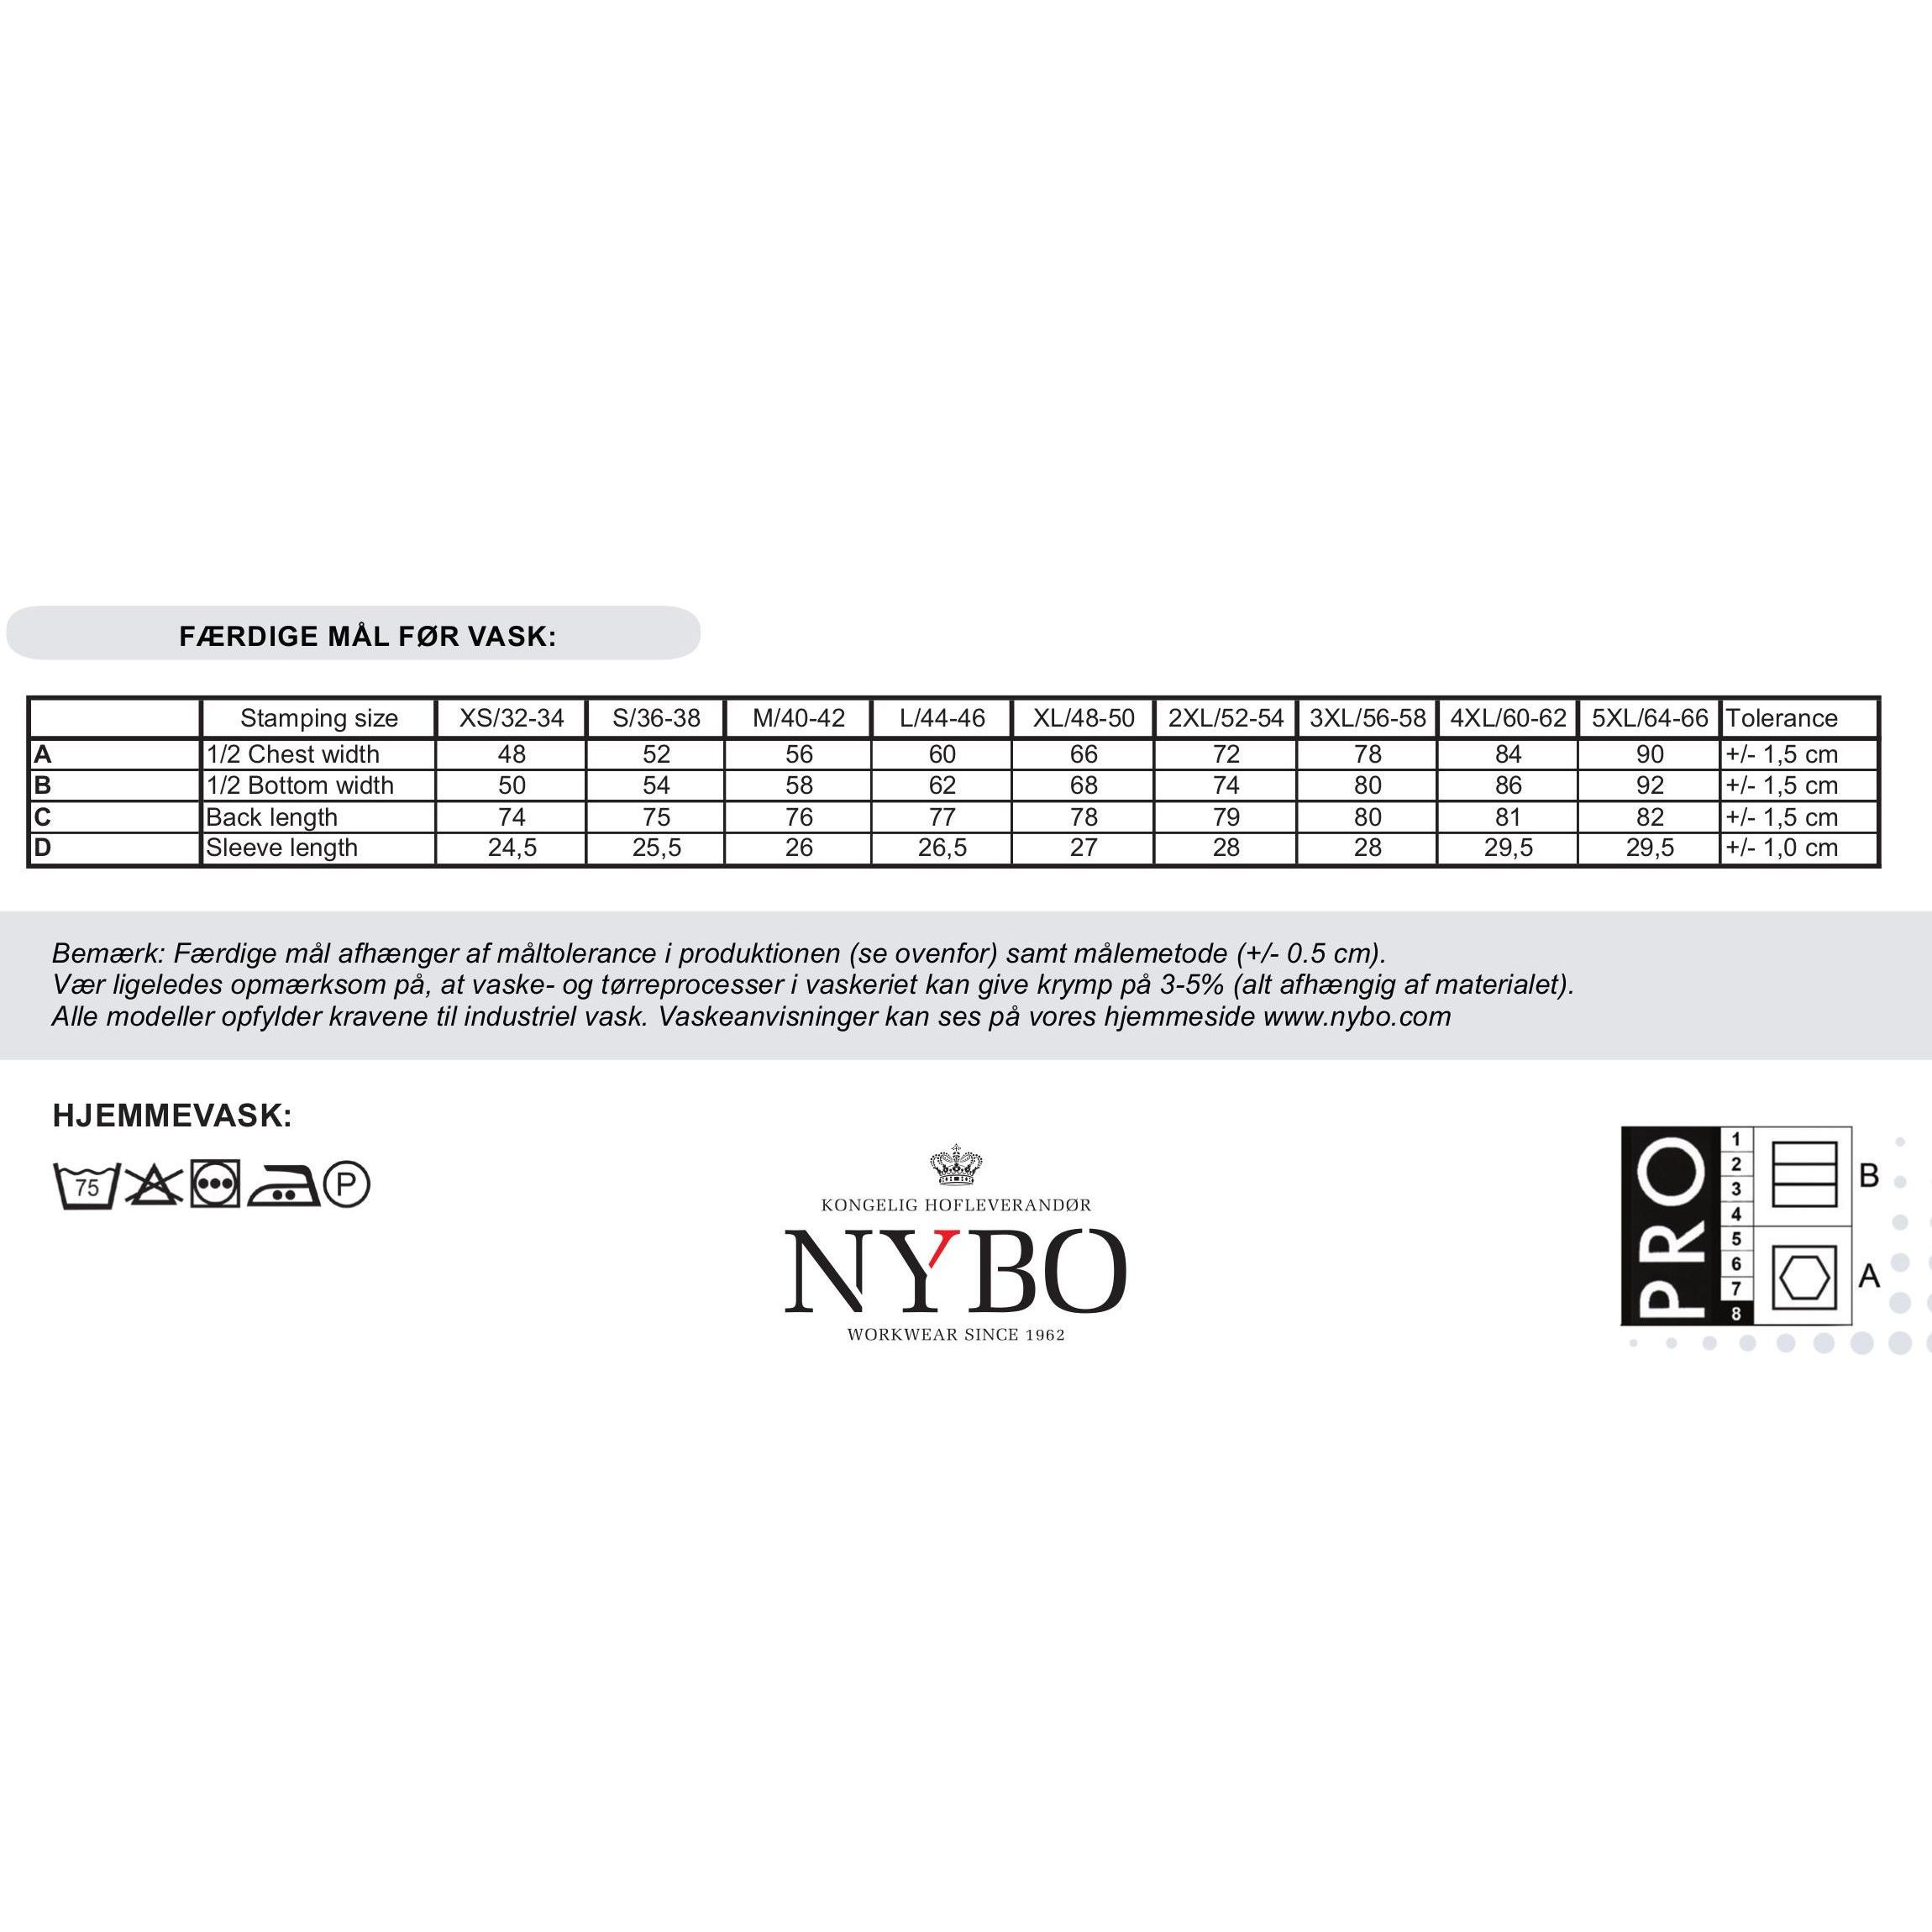 FÆRDIGE MÅL FØR VASK:
Stamping size XS/32-34 S/36-38 M/40-42 L/44-46 XL/48-50 2XL/52-54 3XL/56-58 4XL/60-62 5XL/64-66 Tolerance
A 1/2 Chest width 48 52 56 60 66 72 78 84 90 +/- 1,5 cm
B 1/2 Bottom width 50 54 58 62 68 74 80 86 92 +/- 1,5 cm
C Back length 74 75 76 77 78 79 80 81 82 +/- 1,5 cm
D Sleeve length 24,5 25,5 26 26,5 27 28 28 29,5 29,5 +/- 1,0 cm
Bemærk: Færdige mål afhænger af måltolerance i produktionen (se ovenfor) samt målemetode (+/- 0.5 cm).
Vær ligeledes opmærksom på, at vaske- og tørreprocesser i vaskeriet kan give krymp på 3-5% (alt afhængig af materialet).
Alle modeller opfylder kravene til industriel vask. Vaskeanvisninger kan ses på vores hjemmeside www.nybo.com
HJEMMEVASK:
75 P
KONGELIG HOFLEVERANDØR
NYBO
WORKWEAR SINCE 1962
PRO
1
2
3
4
5
6
7
8
B
A